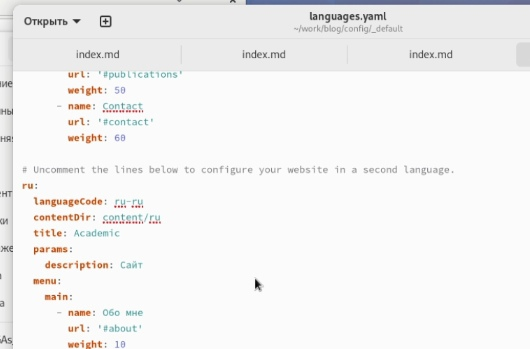 Открыть
languages.yaml
~/work/blog/config/_default
index.md index.md index.md
url: '#publications'
weight: 50
- name: Contact
url: '#contact'
weight: 60
# Uncomment the lines below to configure your website in a second language.
ru:
languageCode: ru-ru
contentDir: content/ru
title: Academic
params:
description: Сайт
menu:
main:
- name: Обо мне
url: '#about'
weight: 10